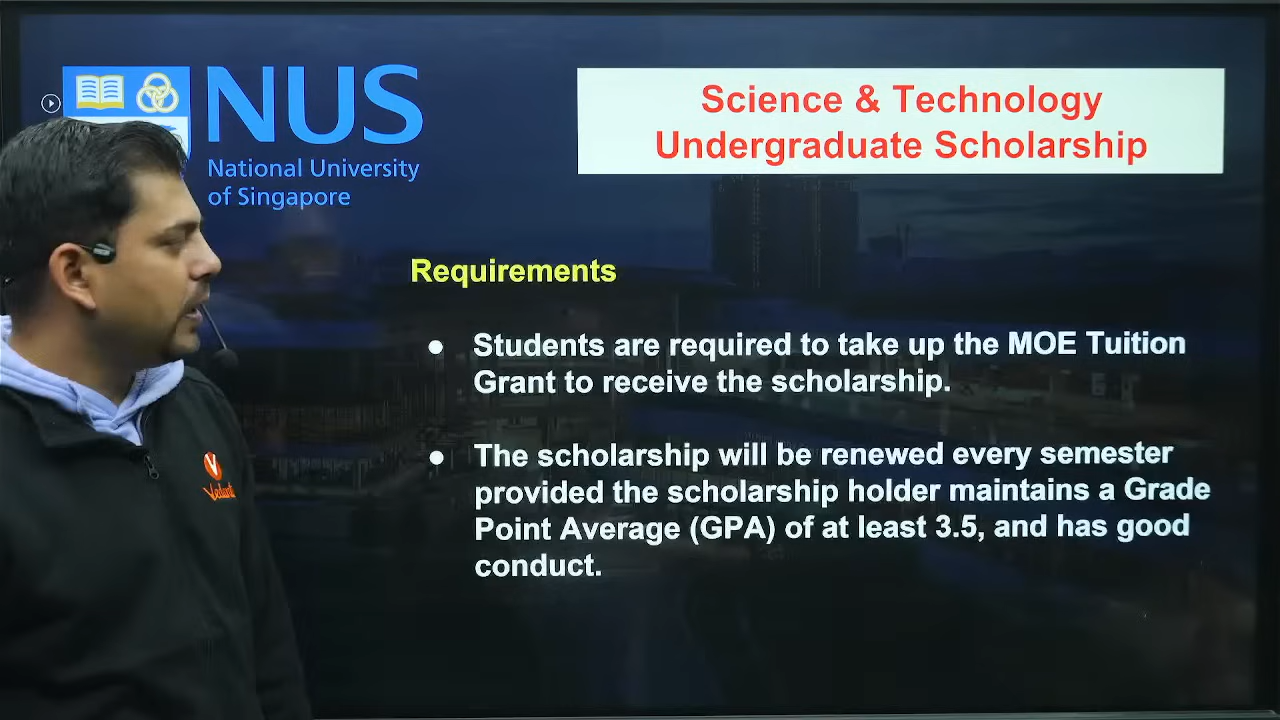 NUS
National University
of Singapore
Science & Technology
Undergraduate Scholarship
Requirements
● Students are required to take up the MOE Tuition
Grant to receive the scholarship.
● The scholarship will be renewed every semester
provided the scholarship holder maintains a Grade
Point Average (GPA) of at least 3.5, and has good
conduct.